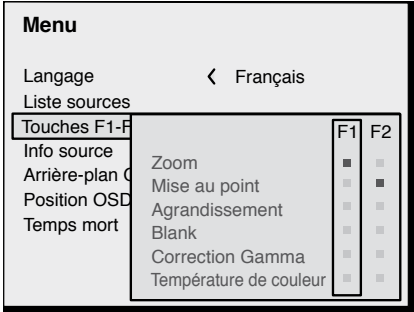 Menu
Langage Français
Liste sources
Touches F1-F
Info source
Arrière-plan
Position OSD
Temps mort
F1 F2
Zoom
Mise au point
Agrandissement
Blank
Correction Gamma
Température de couleur